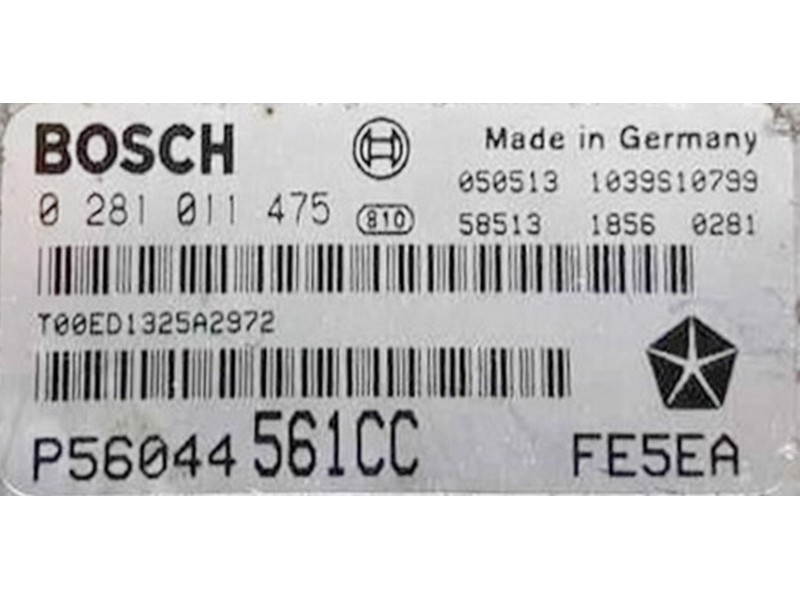 BOSCH
Made in Germany
050513 1039S10799
0 281 011 475 810
58513 1856 0281
T00ED1325A2972
P56044561CC FE5EA